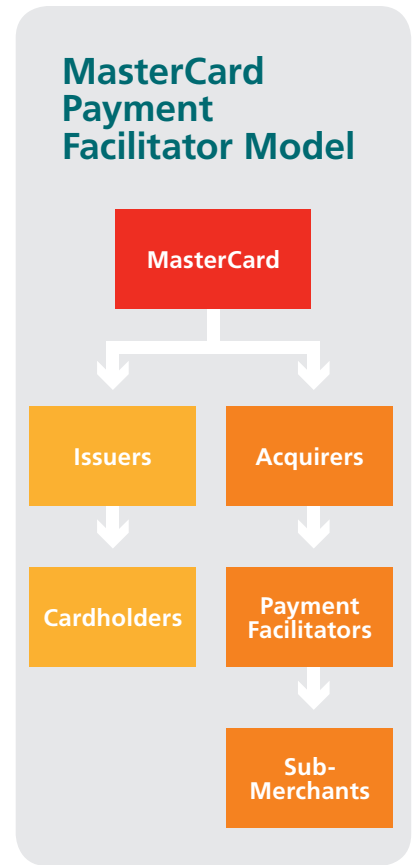 MasterCard
Payment
Facilitator Model
MasterCard
Issuers
Acquirers
Cardholders
Payment
Facilitators
Sub-
Merchants